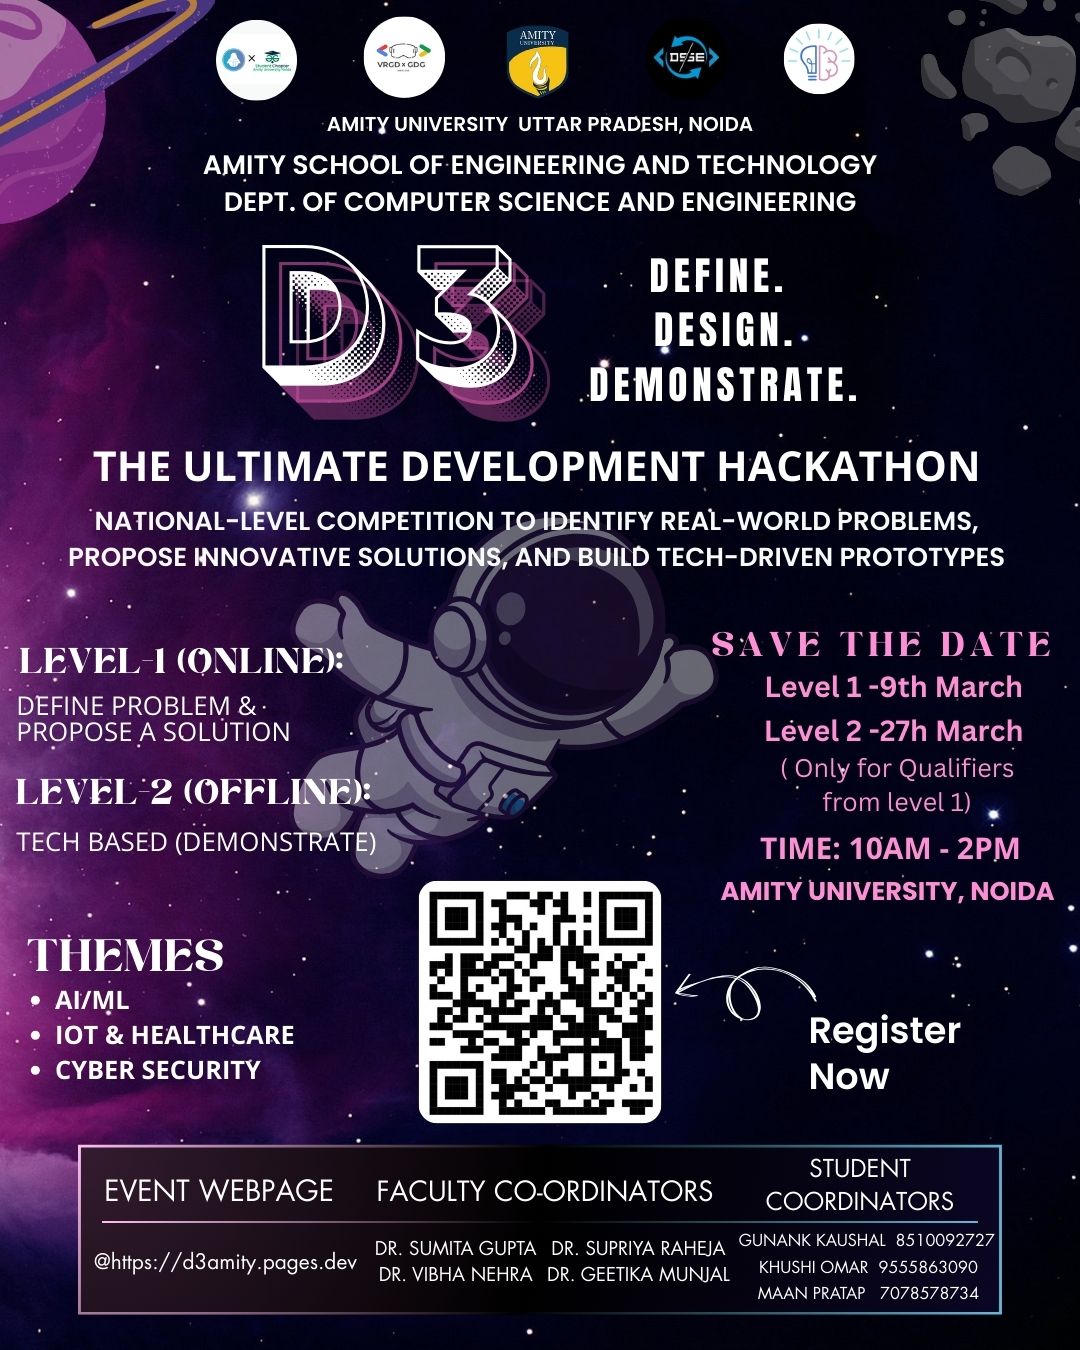 Student Chapter
Amity University Noida
VRGD x GDG
AMITY
UNIVERSITY
DSSE
AMITY UNIVERSITY UTTAR PRADESH, NOIDA
AMITY SCHOOL OF ENGINEERING AND TECHNOLOGY
DEPT. OF COMPUTER SCIENCE AND ENGINEERING
D3
DEFINE.
DESIGN.
DEMONSTRATE.
THE ULTIMATE DEVELOPMENT HACKATHON
NATIONAL-LEVEL COMPETITION TO IDENTIFY REAL-WORLD PROBLEMS,
PROPOSE INNOVATIVE SOLUTIONS, AND BUILD TECH-DRIVEN PROTOTYPES
LEVEL-1 (ONLINE):
DEFINE PROBLEM &
PROPOSE A SOLUTION
LEVEL-2 (OFFLINE):
TECH BASED (DEMONSTRATE)
SAVE THE DATE
Level 1 -9th March
Level 2 -27h March
( Only for Qualifiers
from level 1)
TIME: 10AM - 2PM
AMITY UNIVERSITY, NOIDA
THEMES
• AI/ML
• IOT & HEALTHCARE
• CYBER SECURITY
Register
Now
EVENT WEBPAGE
@https://d3amity.pages.dev
FACULTY CO-ORDINATORS
DR. SUMITA GUPTA DR. SUPRIYA RAHEJA
DR. VIBHA NEHRA DR. GEETIKA MUNJAL
STUDENT
COORDINATORS
GUNANK KAUSHAL 8510092727
KHUSHI OMAR 9555863090
MAAN PRATAP 7078578734